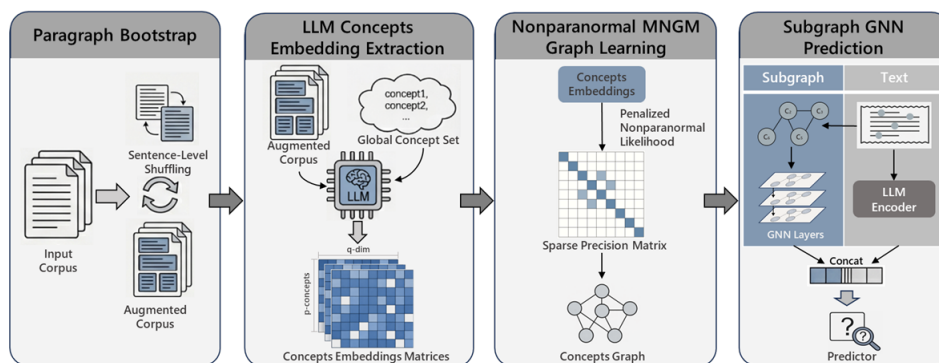 Paragraph Bootstrap
Sentence-Level
Shuffling
Input
Corpus
Augmented
Corpus
LLM Concepts
Embedding Extraction
concept1,
concept2,
...
Augmented
Corpus
Global Concept Set
LLM
q-dim
p-concepts
Concepts Embeddings Matrices
Nonparanormal MNGM
Graph Learning
Concepts
Embeddings
Penalized
Nonparanormal
Likelihood
Sparse Precision Matrix
Concepts Graph
Subgraph GNN
Prediction
Subgraph
Text
LLM
Encoder
GNN Layers
Concat
?
Predictor